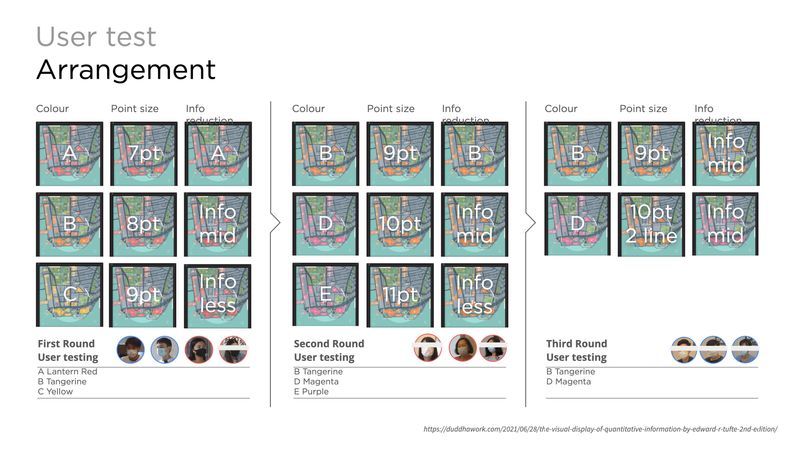 User test
Arrangement
Colour Point size Info reduction
A 7pt A
B 8pt Info mid
C 9pt Info less
First Round
User testing
A Lantern Red
B Tangerine
C Yellow
Colour Point size Info reduction
B 9pt B
D 10pt Info mid
E 11pt Info less
Second Round
User testing
B Tangerine
D Magenta
E Purple
Colour Point size Info reduction
B 9pt Info mid
D 10pt 2 line Info mid
Third Round
User testing
B Tangerine
D Magenta
https://duddhawork.com/2021/06/28/the-visual-display-of-quantitative-information-by-edward-r-tufte-2nd-edition/